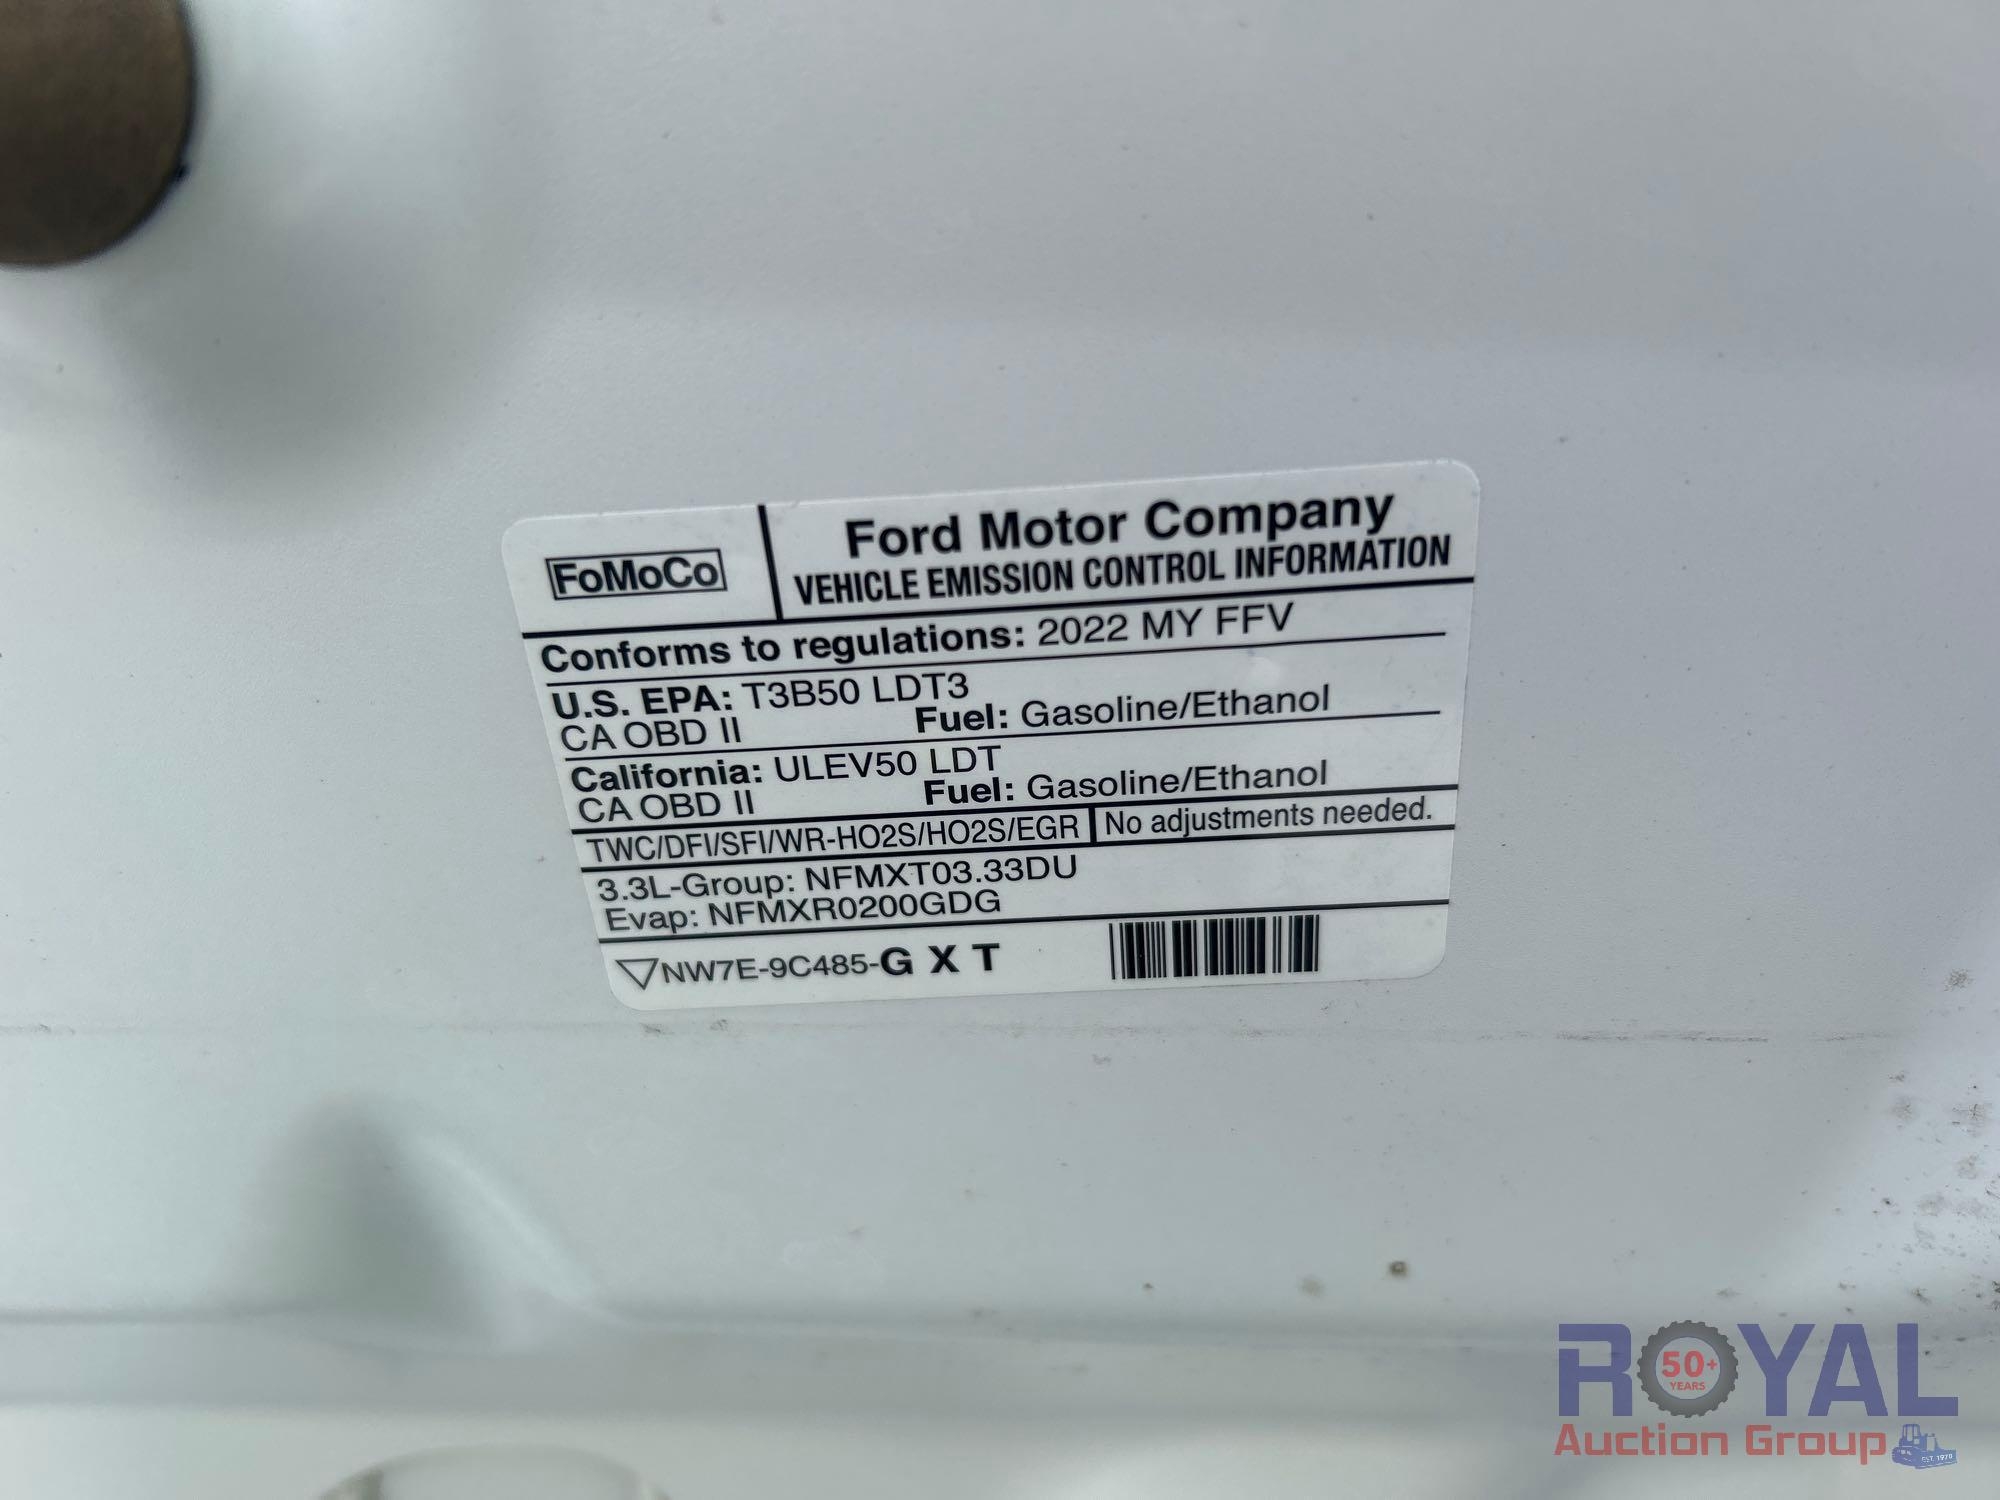 FoMoCo
Ford Motor Company
VEHICLE EMISSION CONTROL INFORMATION
Conforms to regulations: 2022 MY FFV
U.S. EPA: T3B50 LDT3
CA OBD II Fuel: Gasoline/Ethanol
California: ULEV50 LDT
CA OBD II Fuel: Gasoline/Ethanol
TWC/DFI/SFI/WR-HO2S/HO2S/EGR No adjustments needed.
3.3L-Group: NFMXT03.33DU
Evap: NFMXR0200GDG
NW7E-9C485-G X T
ROYAL
50+
YEARS
Auction Group
EST. 1970